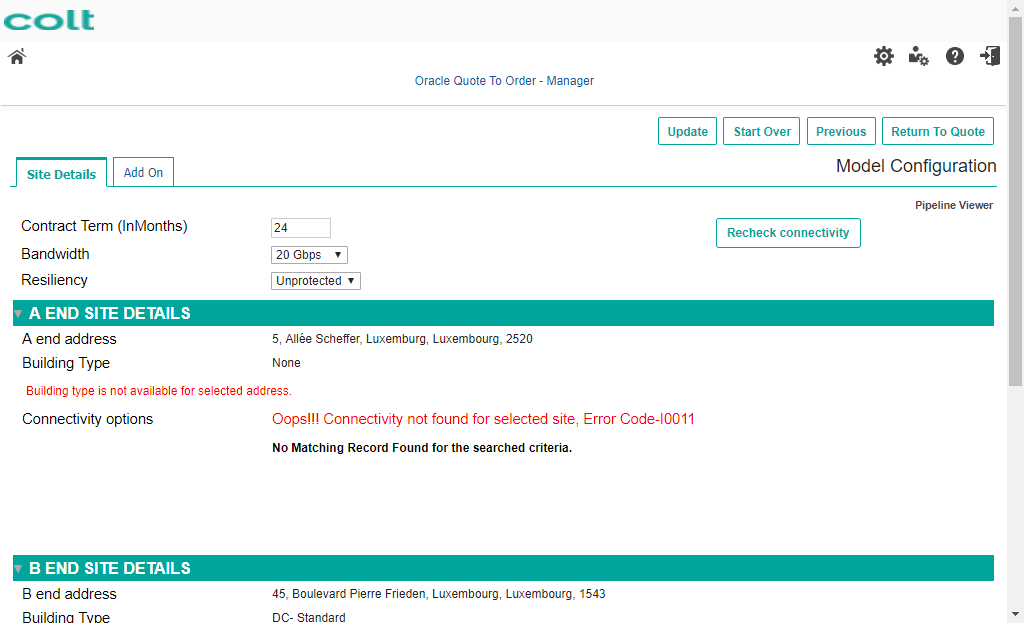 colt
Oracle Quote To Order - Manager
Update
Start Over
Previous
Return To Quote
Site Details
Add On
Model Configuration
Pipeline Viewer
Contract Term (InMonths)
24
Recheck connectivity
Bandwidth
20 Gbps
Resiliency
Unprotected
A END SITE DETAILS
A end address
5, Allée Scheffer, Luxemburg, Luxembourg, 2520
Building Type
None
Building type is not available for selected address.
Connectivity options
Oops!!! Connectivity not found for selected site, Error Code-I0011
No Matching Record Found for the searched criteria.
B END SITE DETAILS
B end address
45, Boulevard Pierre Frieden, Luxembourg, Luxembourg, 1543
Building Type
DC- Standard